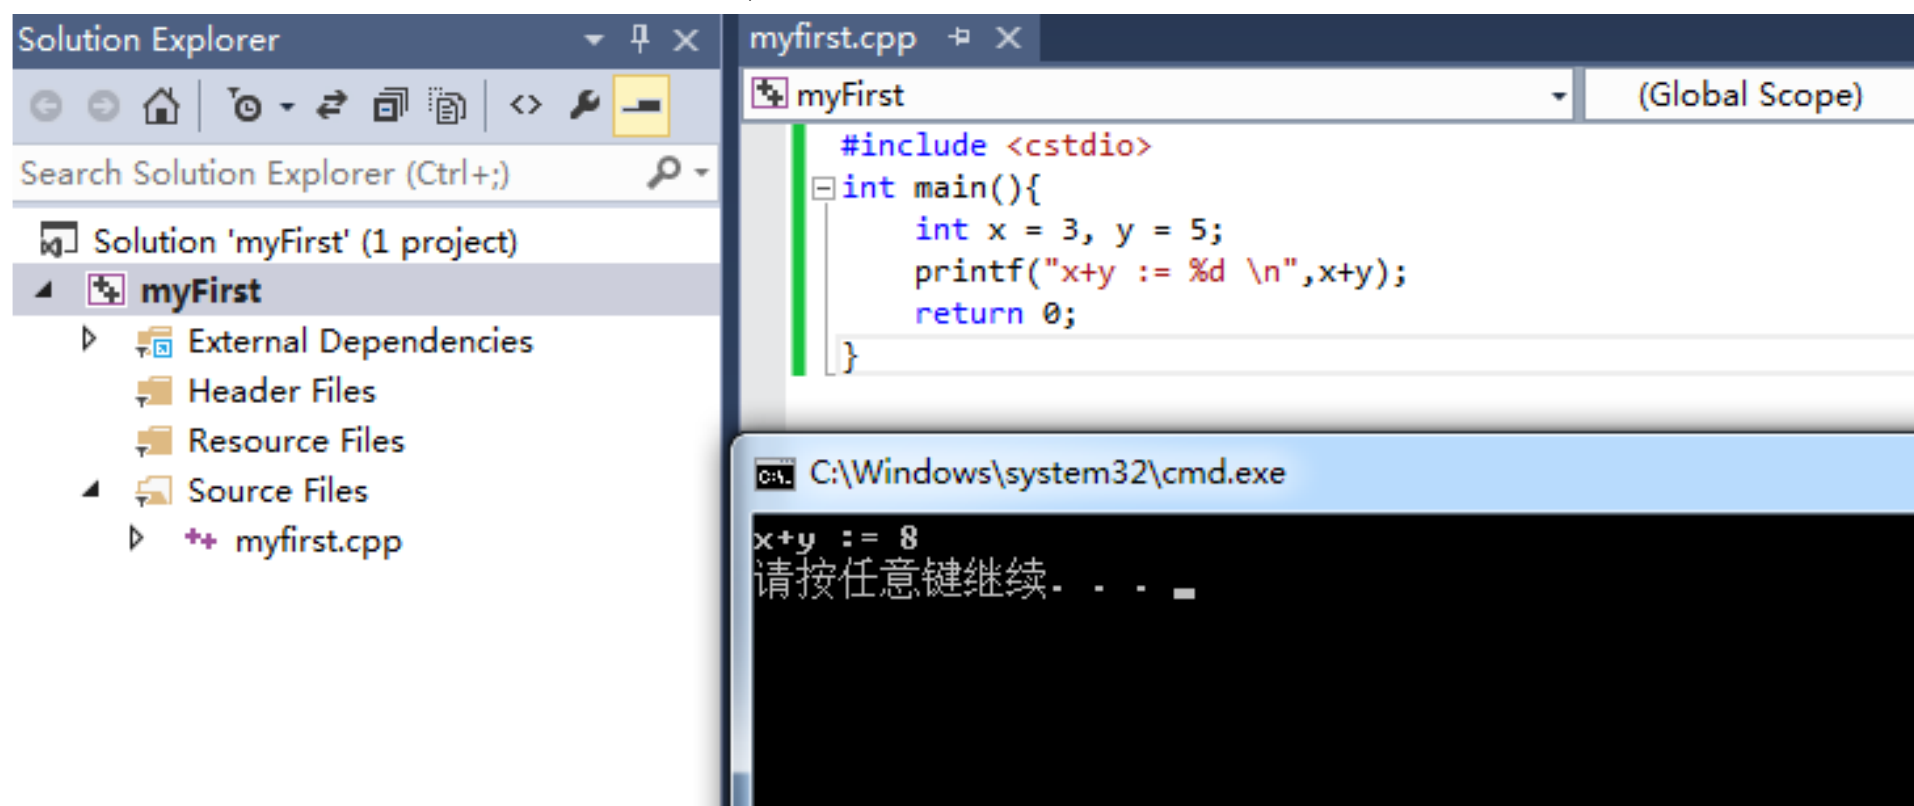 Solution Explorer
Search Solution Explorer (Ctrl+;)
Solution 'myFirst' (1 project)
myFirst
External Dependencies
Header Files
Resource Files
Source Files
myfirst.cpp
myfirst.cpp
myFirst
(Global Scope)
#include <cstdio>
int main(){
int x = 3, y = 5;
printf("x+y := %d \n",x+y);
return 0;
}
C:\Windows\system32\cmd.exe
x+y := 8
请按任意键继续. . .